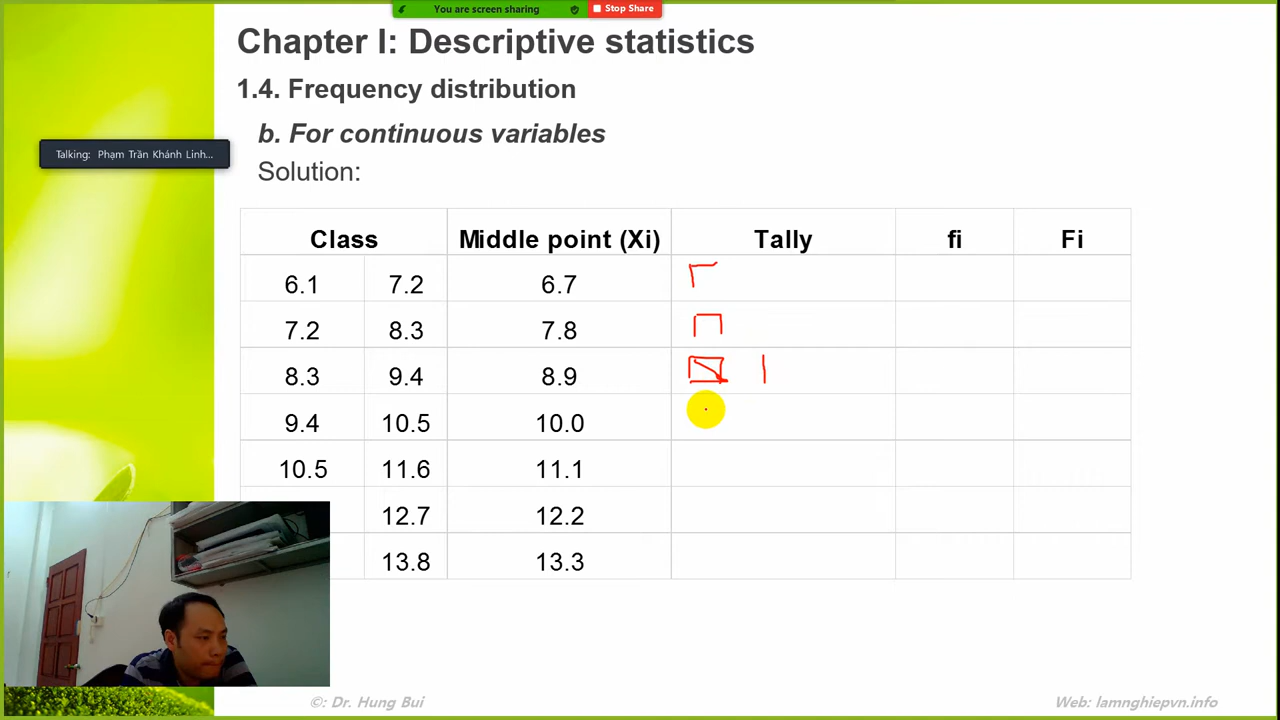 You are screen sharing Stop Share
Chapter I: Descriptive statistics
1.4. Frequency distribution
b. For continuous variables
Talking: Phạm Trần Khánh Linh...
Solution:
Class Middle point (Xi) Tally fi Fi
6.1 7.2 6.7
7.2 8.3 7.8
8.3 9.4 8.9
9.4 10.5 10.0
10.5 11.6 11.1
12.7 12.2
13.8 13.3
©: Dr. Hung Bui Web: lamnghiepvn.info